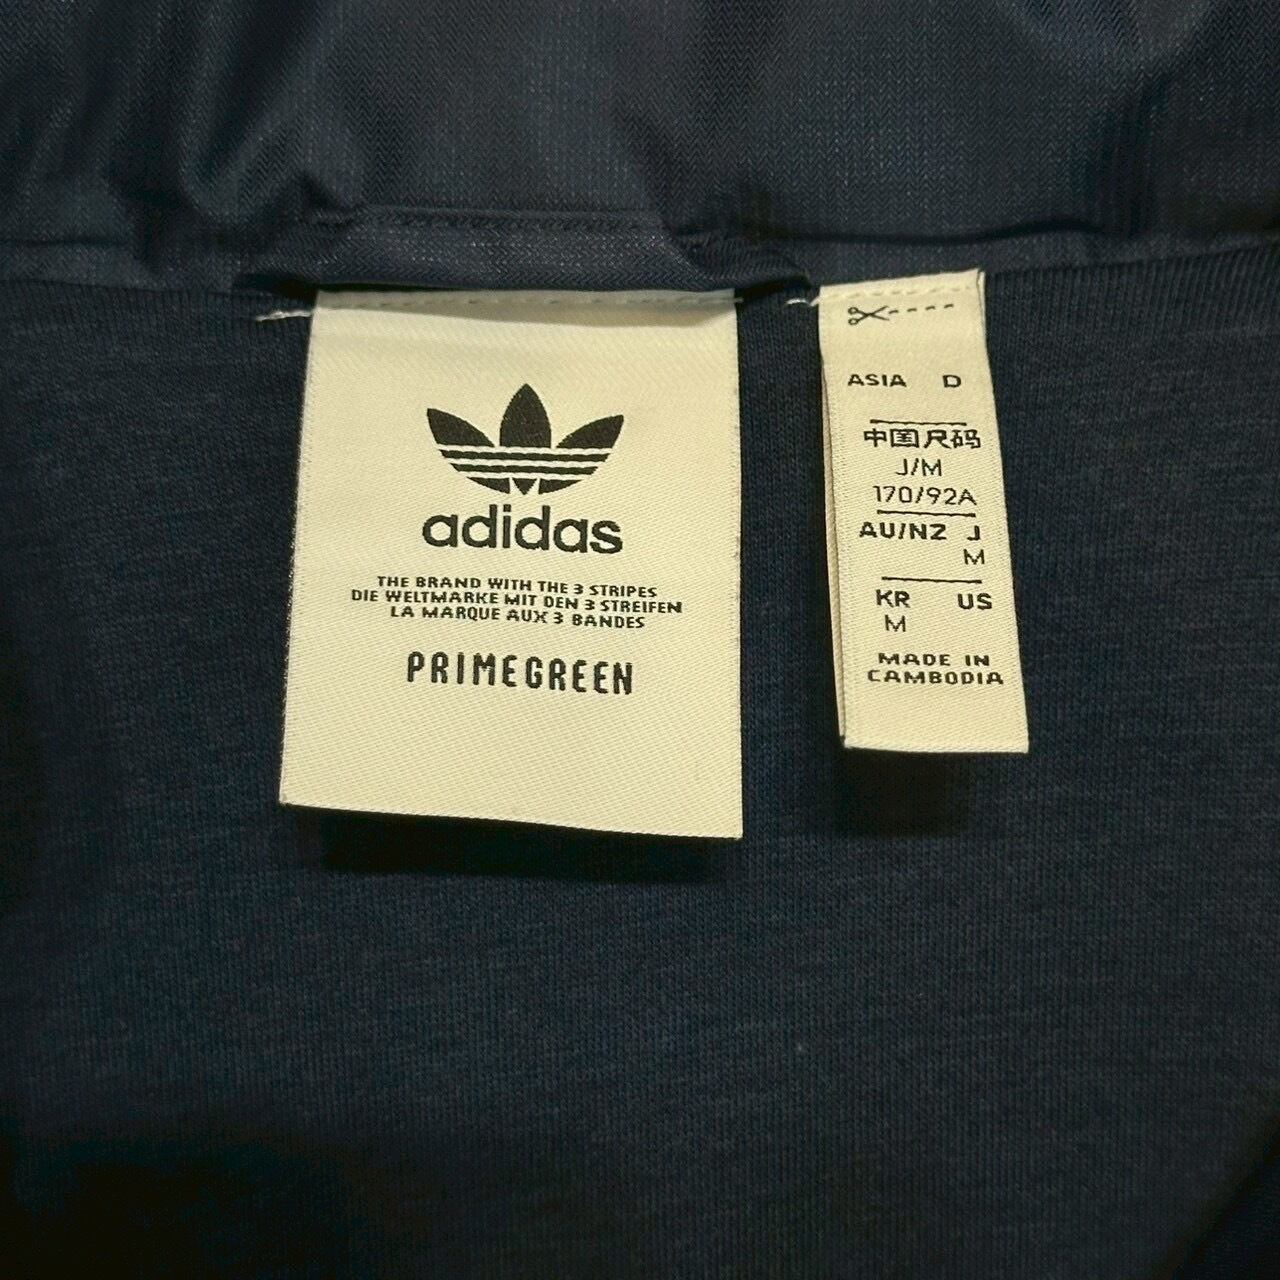 adidas
THE BRAND WITH THE 3 STRIPES
DIE WELTMARKE MIT DEN 3 STREIFEN
LA MARQUE AUX 3 BANDES
PRIMEGREEN
ASIA D
中国尺码
J/M
170/92A
AU/NZ J
M
KR US
M
MADE IN
CAMBODIA